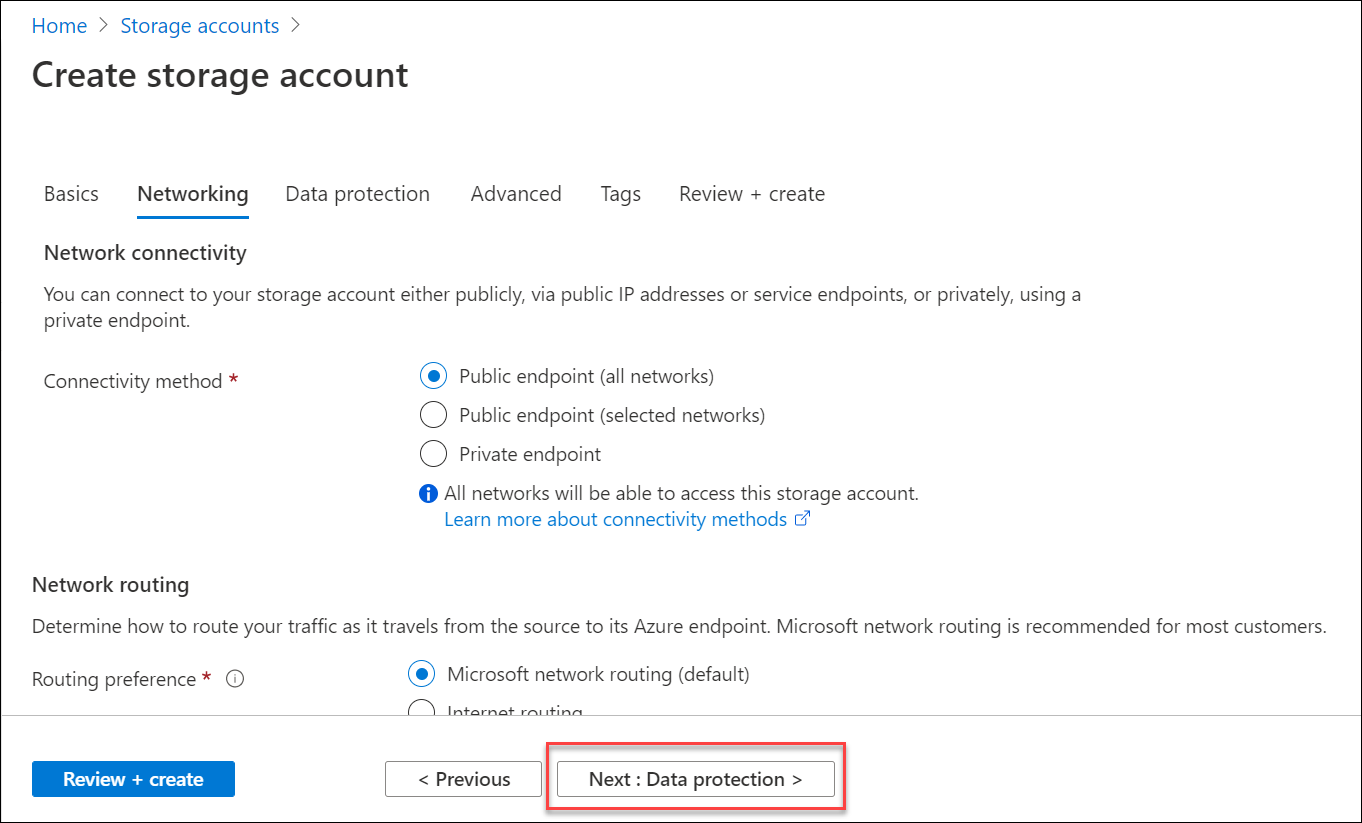 Home > Storage accounts >
Create storage account
Basics Networking Data protection Advanced Tags Review + create
Network connectivity
You can connect to your storage account either publicly, via public IP addresses or service endpoints, or privately, using a
private endpoint.
Connectivity method *
Public endpoint (all networks)
Public endpoint (selected networks)
Private endpoint
All networks will be able to access this storage account.
Learn more about connectivity methods
Network routing
Determine how to route your traffic as it travels from the source to its Azure endpoint. Microsoft network routing is recommended for most customers.
Routing preference *
Microsoft network routing (default)
Internet routing
Review + create < Previous Next : Data protection >